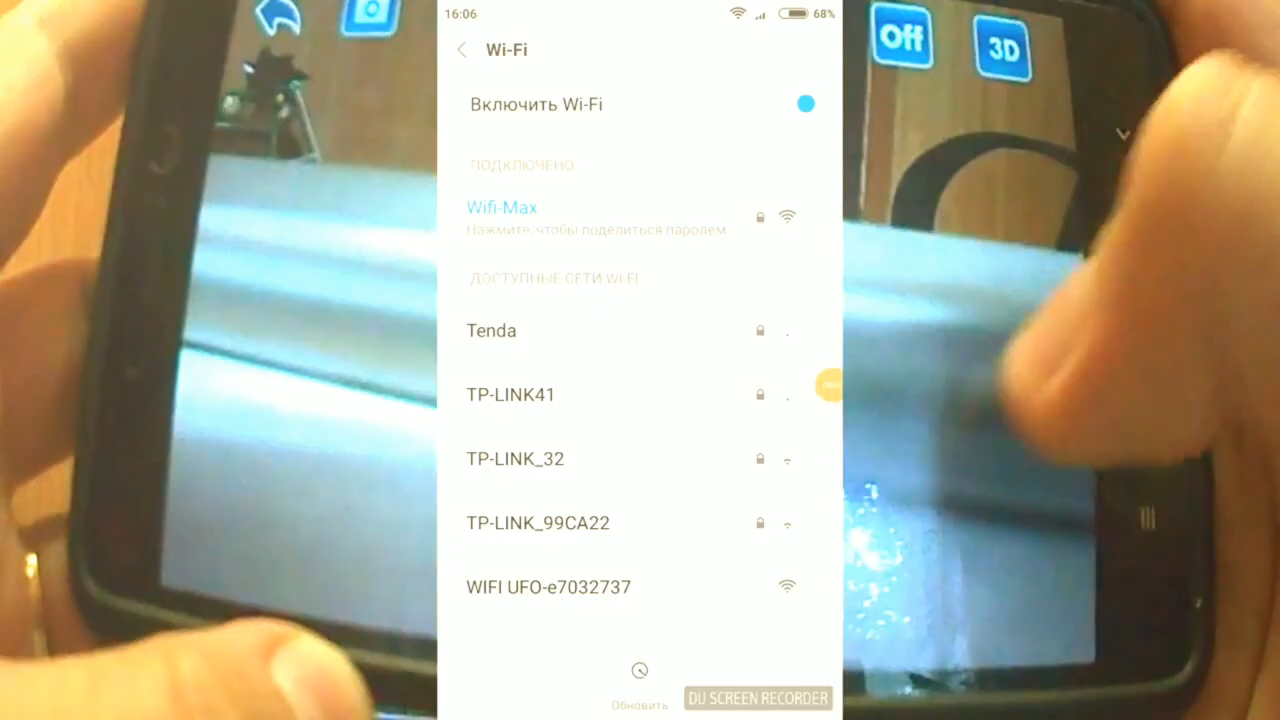 16:06
68%
Wi-Fi
Off
3D
Включить Wi-Fi
ПОДКЛЮЧЕНО
Wifi-Max
Нажмите, чтобы поделиться паролем
ДОСТУПНЫЕ СЕТИ WI-FI
Tenda
TP-LINK41
TP-LINK_32
TP-LINK_99CA22
WIFI UFO-e7032737
Обновить
DU SCREEN RECORDER